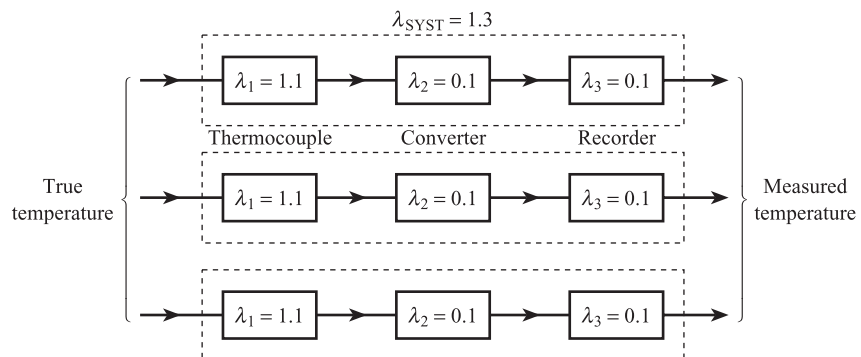 λSYST = 1.3
λ1 = 1.1 λ2 = 0.1 λ3 = 0.1
Thermocouple Converter Recorder
True
temperature
λ1 = 1.1 λ2 = 0.1 λ3 = 0.1
Measured
temperature
λ1 = 1.1 λ2 = 0.1 λ3 = 0.1